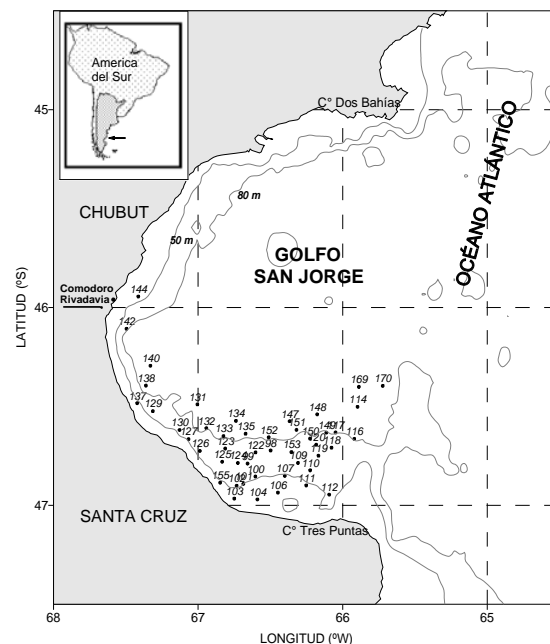 America
del Sur
45
C° Dos Bahías
OCÉANO ATLÁNTICO
CHUBUT
80 m
50 m
GOLFO
SAN JORGE
LATITUD (ºS)
Comodoro
Rivadavia
144
46
142
140
138
169 170
137 129 131 114
134 147 148
130 132 133 135 152 151 150 149 117 116
127 126 123 122 98 153 120 118
125 124 99 109 119
155 102 101 100 107 110
103 104 106 111 112
47
SANTA CRUZ
C° Tres Puntas
68 67 66 65
LONGITUD (ºW)